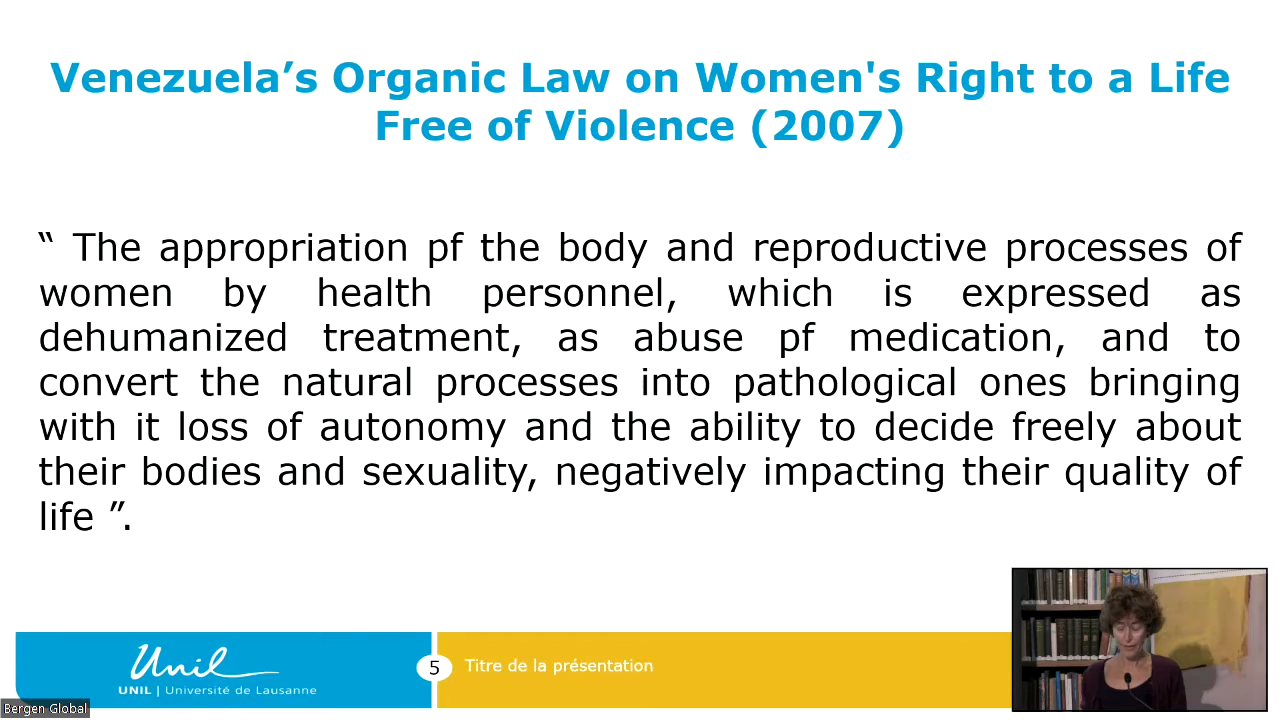 Venezuela’s Organic Law on Women's Right to a Life
Free of Violence (2007)
“ The appropriation pf the body and reproductive processes of
women by health personnel, which is expressed as
dehumanized treatment, as abuse pf medication, and to
convert the natural processes into pathological ones bringing
with it loss of autonomy and the ability to decide freely about
their bodies and sexuality, negatively impacting their quality of
life ”.
Unil
UNIL | Université de Lausanne
5
Titre de la présentation
Bergen Global